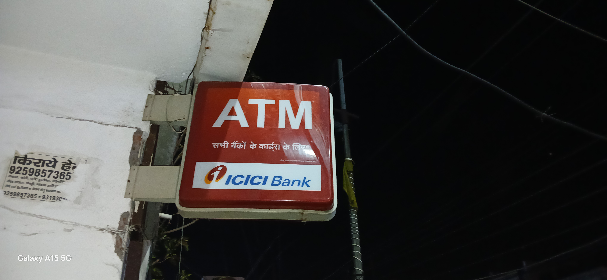 ATM
सभी बैंकों के कार्ड्स के लिए
ICICI Bank
किराये हेतु
9259857365
Galaxy A15 5G